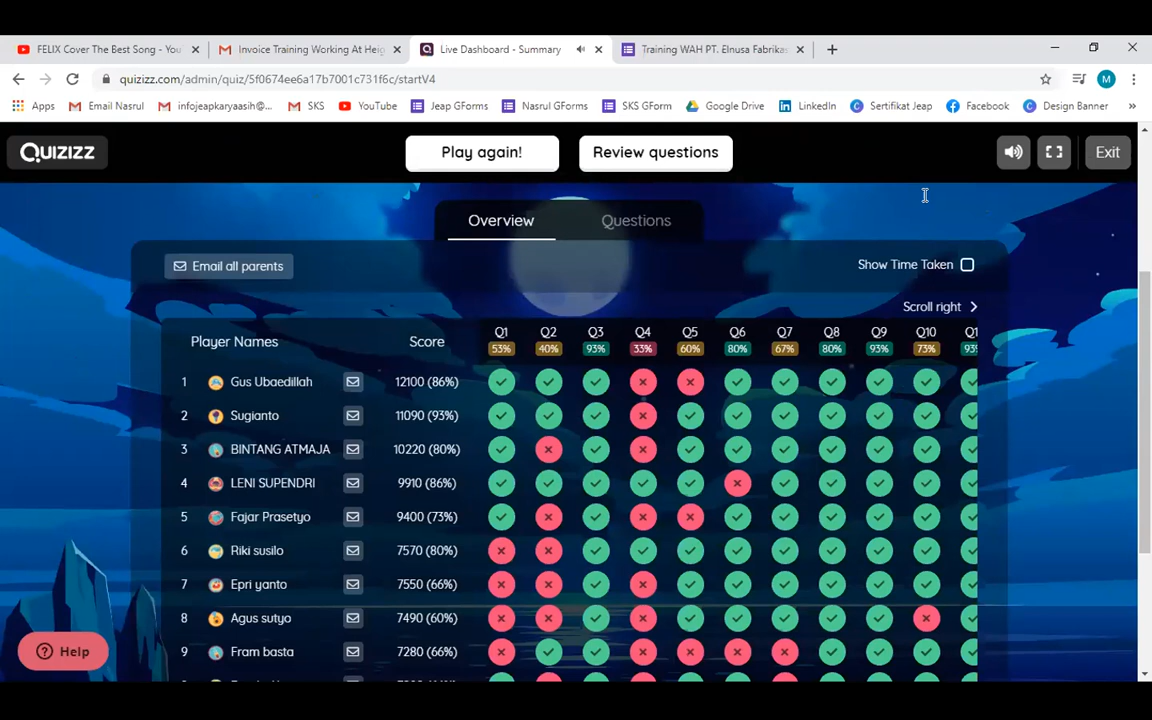 FELIX Cover The Best Song - You
Invoice Training Working At Heig
Live Dashboard - Summary
Training WAH PT. Elnusa Fabrikas
quizizz.com/admin/quiz/5f0674ee6a17b7001c731f6c/startV4
M
Apps Email Nasrul infojeapkaryaasih@... SKS YouTube Jeap GForms Nasrul GForms SKS GForm Google Drive LinkedIn Sertifikat Jeap Facebook Design Banner
QUIZIZZ Play again! Review questions Exit
Overview Questions
Email all parents Show Time Taken
Scroll right
Player Names Score Q1 Q2 Q3 Q4 Q5 Q6 Q7 Q8 Q9 Q10 Q1
53% 40% 93% 33% 60% 80% 67% 80% 93% 73% 93%
1 Gus Ubaedillah 12100 (86%)
2 Sugianto 11090 (93%)
3 BINTANG ATMAJA 10220 (80%)
4 LENI SUPENDRI 9910 (86%)
5 Fajar Prasetyo 9400 (73%)
6 Riki susilo 7570 (80%)
7 Epri yanto 7550 (66%)
8 Agus sutyo 7490 (60%)
9 Fram basta 7280 (66%)
Help